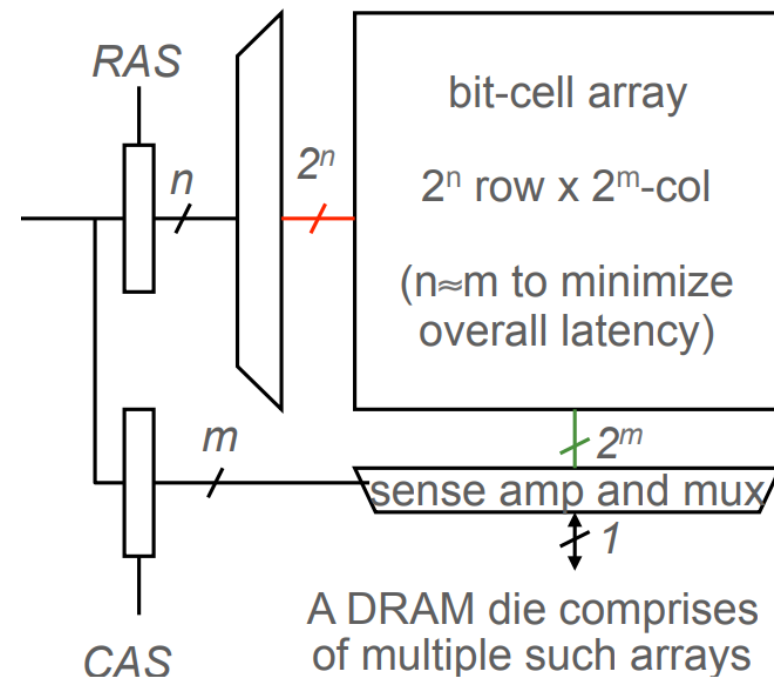 RAS
n
2ⁿ
bit-cell array
2ⁿ row x 2ᵐ-col
(n≈m to minimize
overall latency)
m
2ᵐ
sense amp and mux
1
CAS
A DRAM die comprises
of multiple such arrays